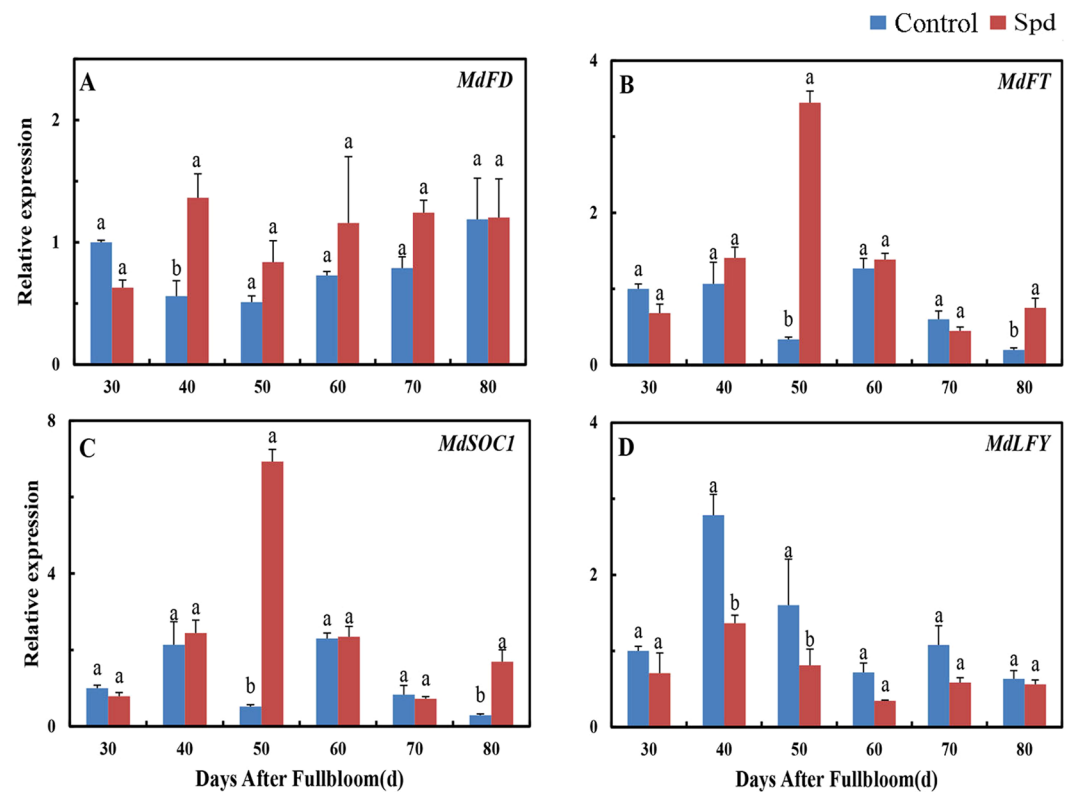 Control Spd
A MdFD
a a b a a a a a a a a a
Relative expression
2
1
0
30 40 50 60 70 80
B MdFT
a a a a b a a a a a b a
4
2
0
30 40 50 60 70 80
C MdSOC1
a a a a b a a a a a b a
Relative expression
8
4
0
30 40 50 60 70 80
Days After Fullbloom(d)
D MdLFY
a a a b a b a a a a a a
4
2
0
30 40 50 60 70 80
Days After Fullbloom(d)